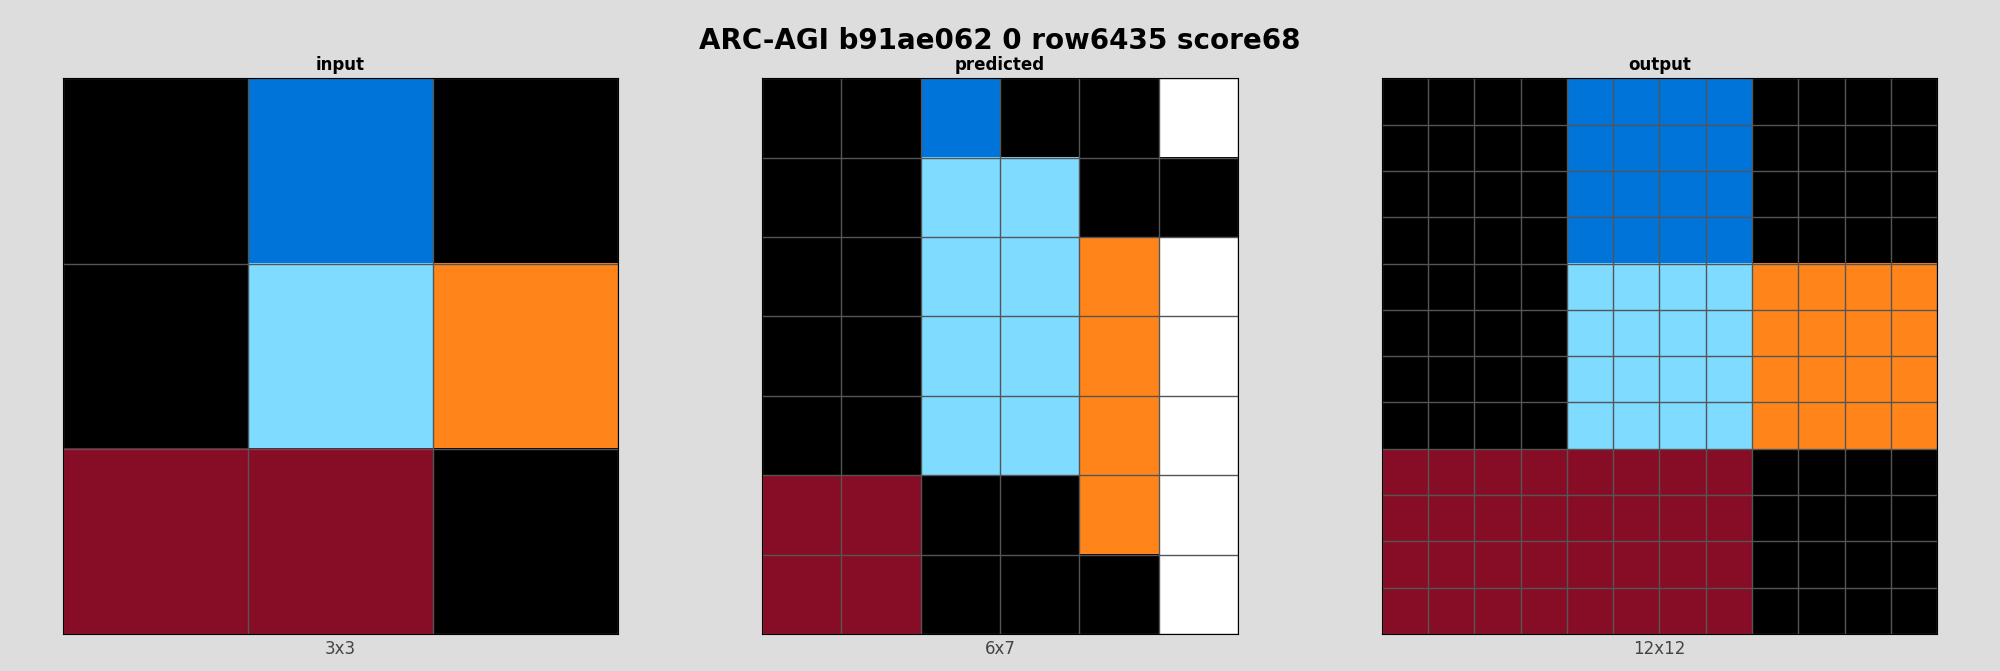 ARC-AGI b91ae062 0 row6435 score68
input
predicted
output
3x3
6x7
12x12